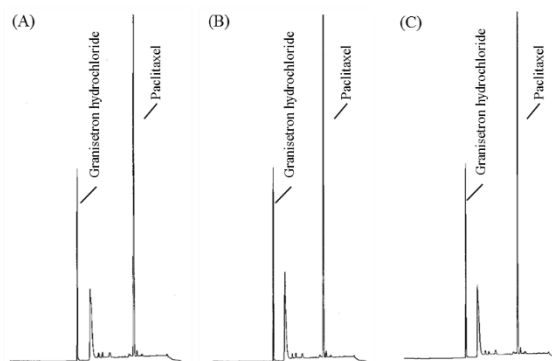 (A)
Granisetron hydrochloride
Paclitaxel
(B)
Granisetron hydrochloride
Paclitaxel
(C)
Granisetron hydrochloride
Paclitaxel